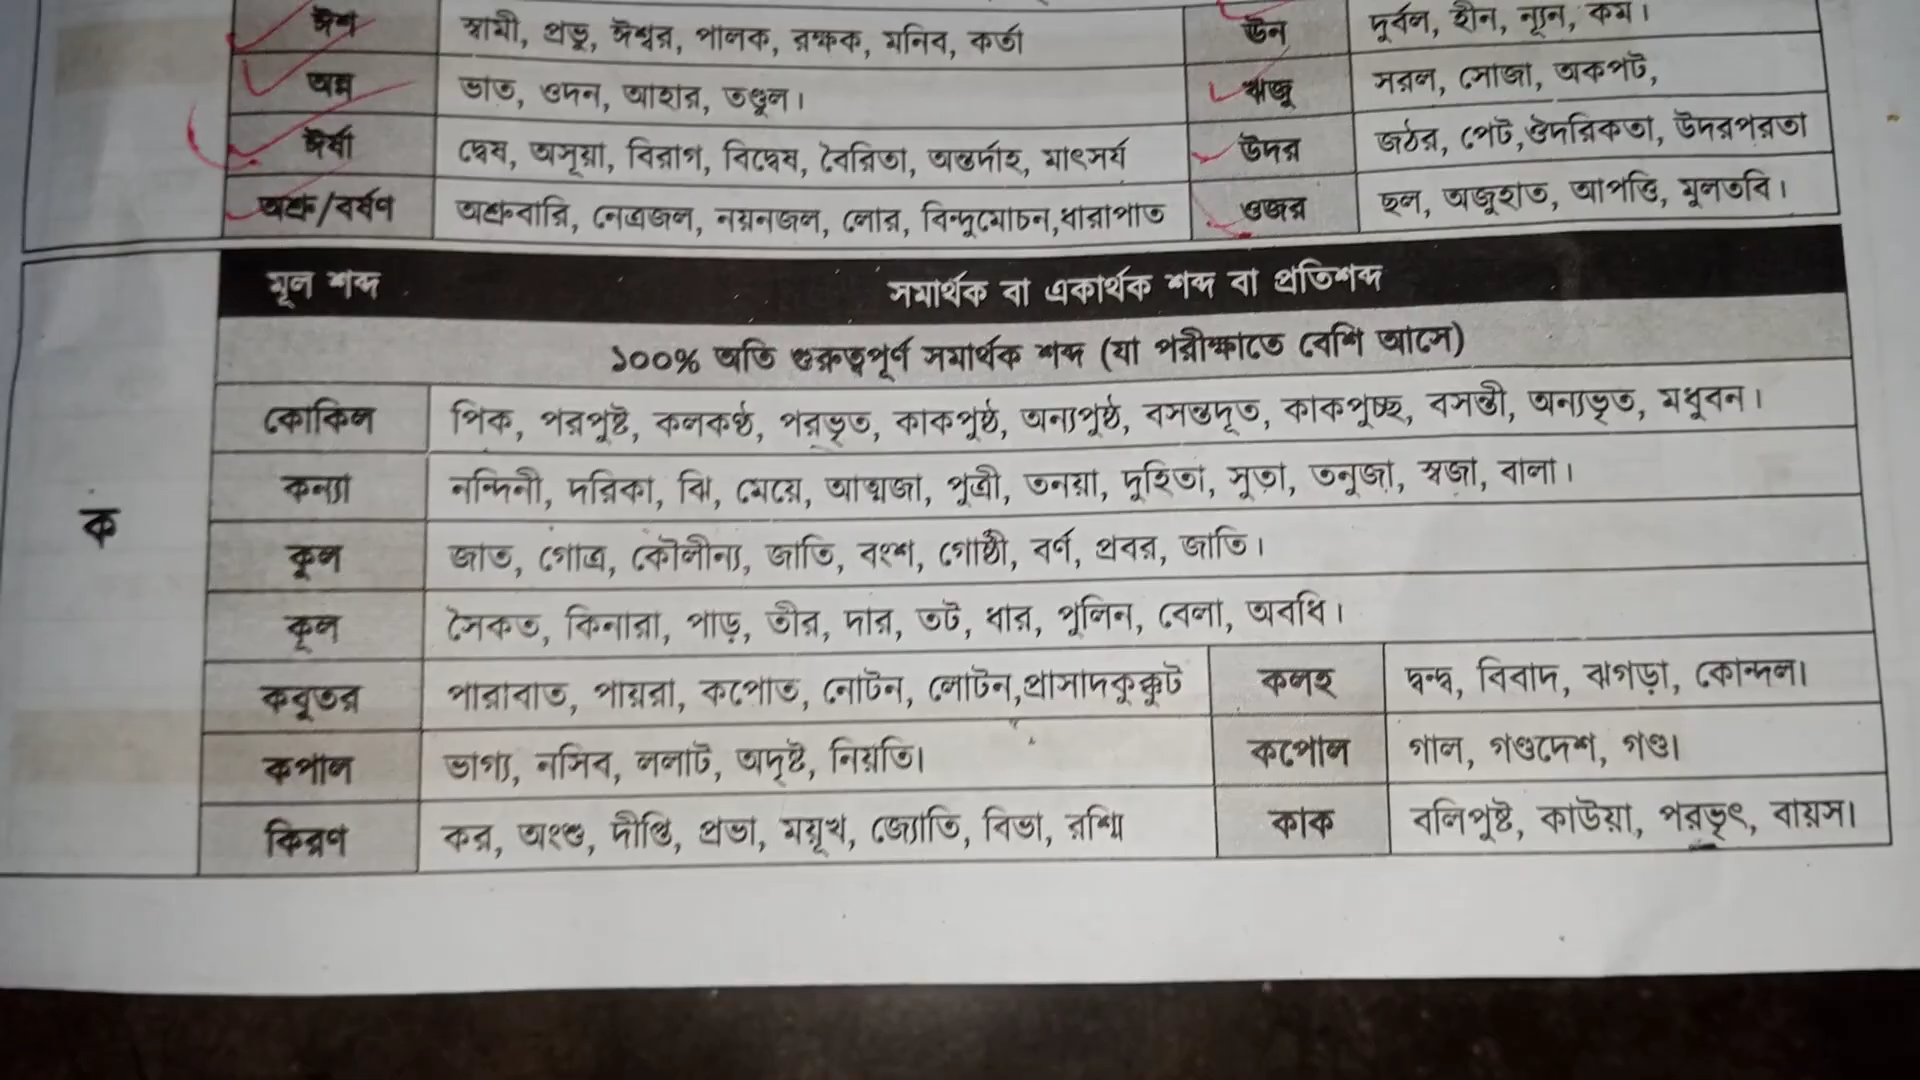 ঈশ স্বামী, প্রভু, ঈশ্বর, পালক, রক্ষক, মনিব, কর্তা ঊন দুর্বল, হীন, ন্যূন, কম।
অন্ন ভাত, ওদন, আহার, তণ্ডুল। ঋজু সরল, সোজা, অকপট,
ঈর্ষা দ্বেষ, অসূয়া, বিরাগ, বিদ্বেষ, বৈরিতা, অন্তর্দাহ, মাৎসর্য উদর জঠর, পেট,ঔদরিকতা, উদরপরতা
অশ্রু/বর্ষণ অশ্রুবারি, নেত্রজল, নয়নজল, লোর, বিন্দুমোচন,ধারাপাত ওজর ছল, অজুহাত, আপত্তি, মূলতবি।
মূল শব্দ সমার্থক বা একার্থক শব্দ বা প্রতিশব্দ
১০০% অতি গুরুত্বপূর্ণ সমার্থক শব্দ (যা পরীক্ষাতে বেশি আসে)
ক
কোকিল পিক, পরপুষ্ট, কলকণ্ঠ, পরভৃত, কাকপুষ্ঠ, অন্যপুষ্ঠ, বসন্তদূত, কাকপুচ্ছ, বসন্তী, অন্যভৃত, মধুবন।
কন্যা নন্দিনী, দরিকা, ঝি, মেয়ে, আত্মজা, পুত্রী, তনয়া, দুহিতা, সুতা, তনুজা, স্বজা, বালা।
কুল জাত, গোত্র, কৌলীন্য, জাতি, বংশ, গোষ্ঠী, বর্ণ, প্রবর, জাতি।
কূল সৈকত, কিনারা, পাড়, তীর, দার, তট, ধার, পুলিন, বেলা, অবধি।
কবুতর পারাবাত, পায়রা, কপোত, নোটন, লোটন,প্রাসাদকুক্কুট কলহ দ্বন্দ্ব, বিবাদ, ঝগড়া, কোন্দল।
কপাল ভাগ্য, নসিব, ললাট, অদৃষ্ট, নিয়তি। কপোল গাল, গণ্ডদেশ, গণ্ড।
কিরণ কর, অংশু, দীপ্তি, প্রভা, ময়ূখ, জ্যোতি, বিভা, রশ্মি কাক বলিপুষ্ট, কাউয়া, পরভৃৎ, বায়স।